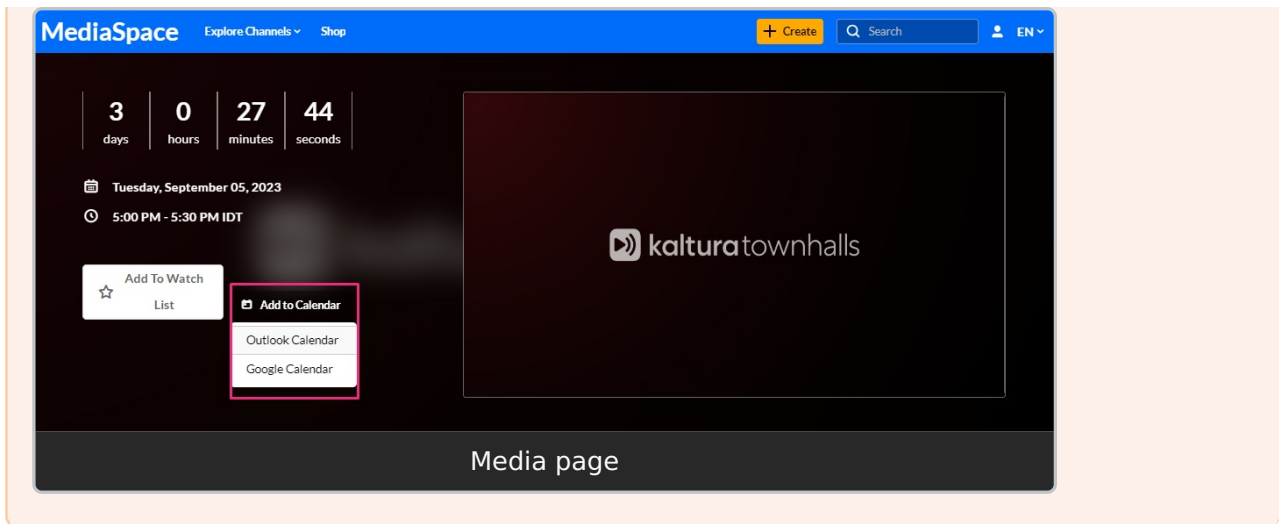 MediaSpace Explore Channels Shop + Create Search EN
3 0 27 44
days hours minutes seconds
Tuesday, September 05, 2023
5:00 PM - 5:30 PM IDT
kalturatownhalls
Add To Watch
List
Add to Calendar
Outlook Calendar
Google Calendar
Media page